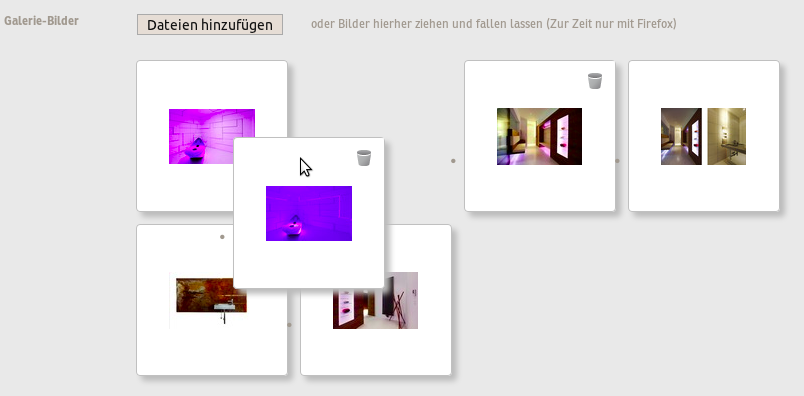 Galerie-Bilder
Dateien hinzufügen
oder Bilder hierher ziehen und fallen lassen (Zur Zeit nur mit Firefox)